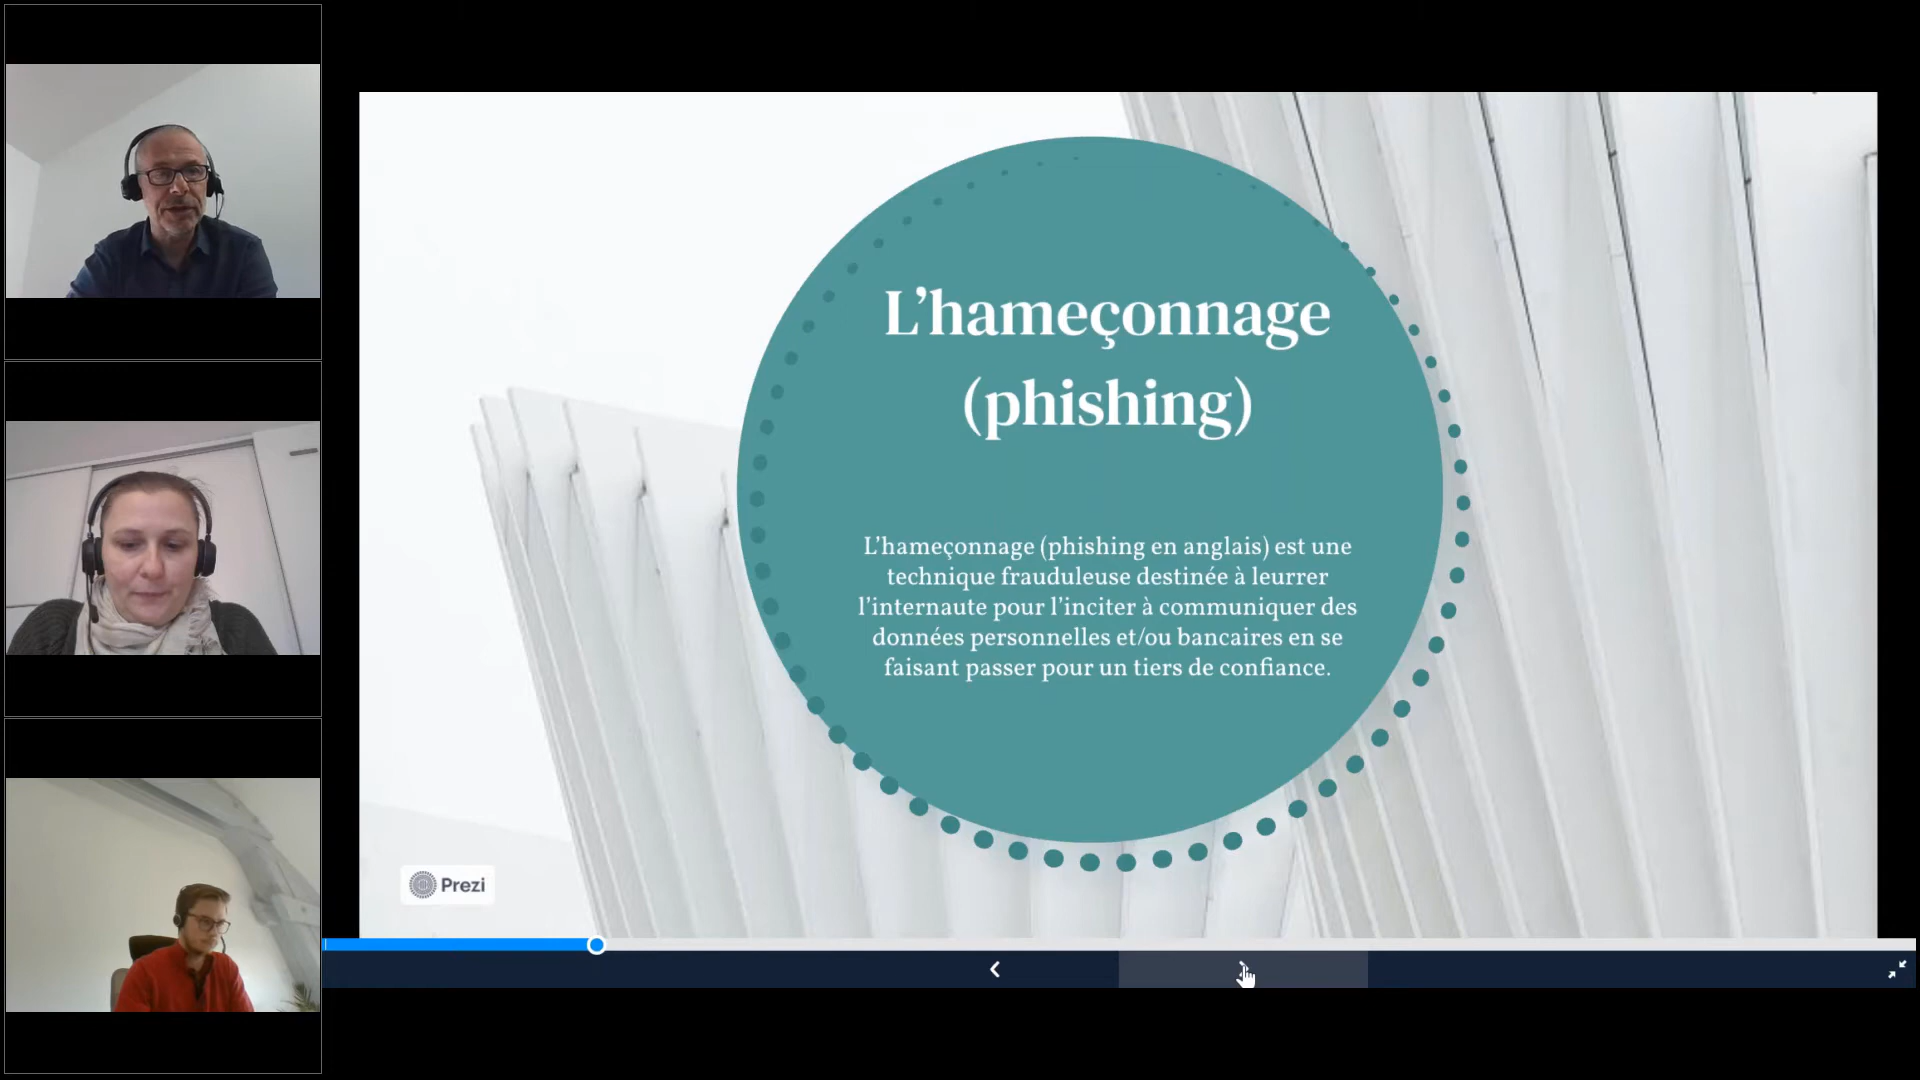 L’hameçonnage
(phishing)
L’hameçonnage (phishing en anglais) est une
technique frauduleuse destinée à leurrer
l’internaute pour l’inciter à communiquer des
données personnelles et/ou bancaires en se
faisant passer pour un tiers de confiance.
Prezi